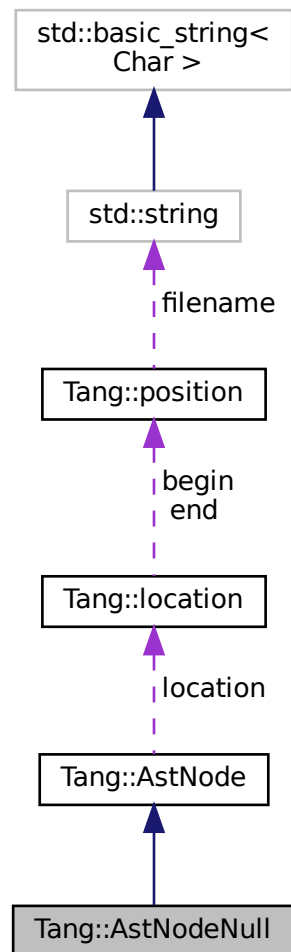 std::basic_string<
Char >
std::string
filename
Tang::position
begin
end
Tang::location
location
Tang::AstNode
Tang::AstNodeNull